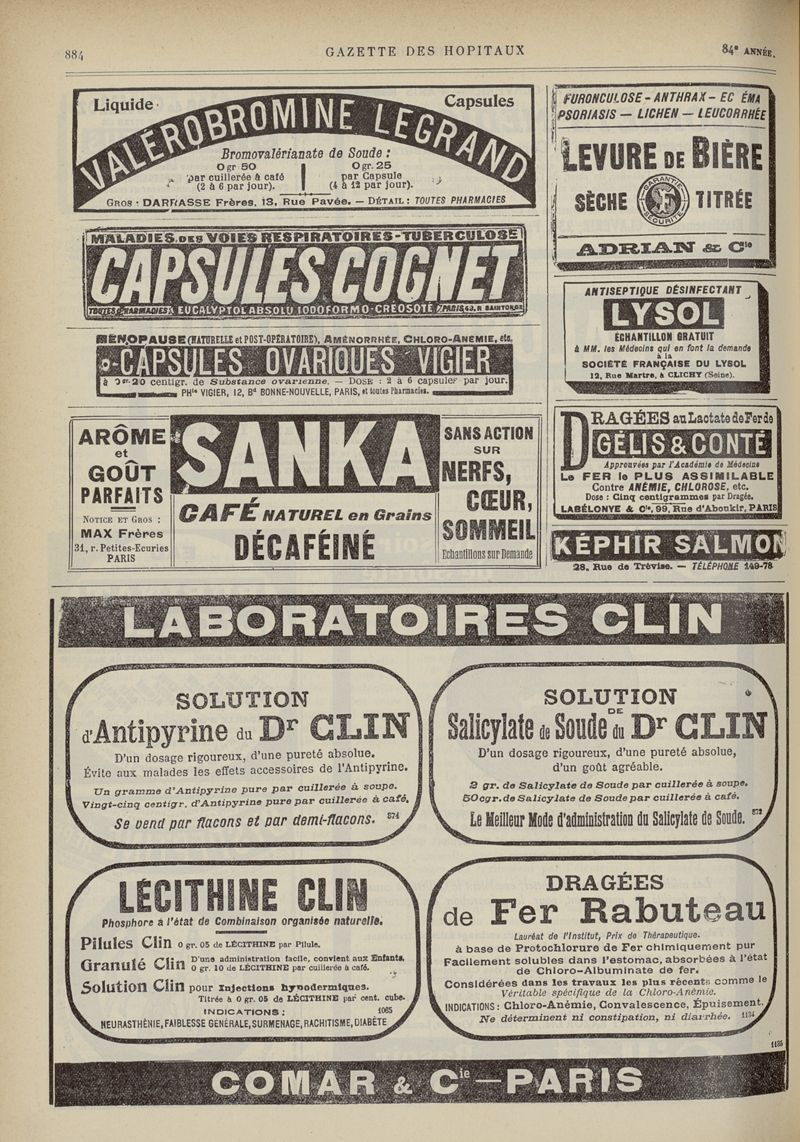 884
GAZETTE DES HOPITAUX
84e ANNÉE.
Liquide
Capsules
VALÉROBROMINE LEGRAND
Bromovalérianate de Soude :
0 gr 50
par cuillerée à café
(2 à 6 par jour).
0 gr. 25
par Capsule
(4 à 12 par jour).
GROS : DARRASSE Frères, 13, Rue Pavée. — DÉTAIL : TOUTES PHARMACIES
MALADIES DES VOIES RESPIRATOIRES-TUBERCULOSE
CAPSULES COGNET
TOUTES PHARMACIES EUCALYPTOL ABSOLU IODOFORMO-CRÉOSOTÉ PARIS, 43, R. SAINTONGE
MÉNOPAUSE (NATURELLE et POST-OPÉRATOIRE), AMÉNORRHÉE, CHLORO-ANÉMIE, etc.
CAPSULES OVARIQUES VIGIER
à 0gr. 20 centigr. de Substance ovarienne. — DOSE : 2 à 6 capsules par jour.
PHie VIGIER, 12, Bd BONNE-NOUVELLE, PARIS, et toutes Pharmacies.
ARÔME
et
GOÛT
PARFAITS
NOTICE ET GROS :
MAX Frères
31, r. Petites-Ecuries
PARIS
SANKA
CAFÉ NATUREL en Grains
DÉCAFÉINÉ
SANS ACTION
SUR
NERFS,
CŒUR,
SOMMEIL
Echantillons sur Demande
FURONCULOSE - ANTHRAX - ECZÉMA
PSORIASIS — LICHEN — LEUCORRHÉE
LEVURE DE BIÈRE
SÈCHE
GARANTIE
SÉCURITÉ
TITRÉE
ADRIAN & Cie
ANTISEPTIQUE DÉSINFECTANT
LYSOL
ÉCHANTILLON GRATUIT
à MM. les Médecins qui en font la demande
à la
SOCIÉTÉ FRANÇAISE DU LYSOL
12, Rue Martre, à CLICHY (Seine).
DRAGÉES au Lactate de Fer de
GÉLIS & CONTÉ
Approuvées par l'Académie de Médecine
Le FER le PLUS ASSIMILABLE
Contre ANÉMIE, CHLOROSE, etc.
Dose : Cinq centigrammes par Dragée.
LABÉLONYE & Cie, 99, Rue d'Aboukir, PARIS
KÉPHIR SALMON
28, Rue de Trévise. — TÉLÉPHONE 149-78
LABORATOIRES CLIN
SOLUTION
d'Antipyrine du Dr CLIN
D'un dosage rigoureux, d'une pureté absolue.
Évite aux malades les effets accessoires de l'Antipyrine.
Un gramme d'Antipyrine pure par cuillerée à soupe.
Vingt-cinq centigr. d'Antipyrine pure par cuillerée à café.
Se vend par flacons et par demi-flacons. 874
SOLUTION
DE
Salicylate de Soude du Dr CLIN
D'un dosage rigoureux, d'une pureté absolue,
d'un goût agréable.
2 gr. de Salicylate de Soude par cuillerée à soupe.
50 cgr. de Salicylate de Soude par cuillerée à café.
Le Meilleur Mode d'administration du Salicylate de Soude. 872
LÉCITHINE CLIN
Phosphore à l'état de Combinaison organisée naturelle.
Pilules Clin 0 gr. 05 de LÉCITHINE par Pilule.
Granulé Clin D'une administration facile, convient aux Enfants.
0 gr. 10 de LÉCITHINE par cuillerée à café.
Solution Clin pour Injections hypodermiques.
Titrée à 0 gr. 05 de LÉCITHINE par cent. cube.
INDICATIONS : 1065
NEURASTHÉNIE, FAIBLESSE GÉNÉRALE, SURMENAGE, RACHITISME, DIABÈTE
DRAGÉES
de Fer Rabuteau
Lauréat de l'Institut, Prix de Thérapeutique.
à base de Protochlorure de Fer chimiquement pur
Facilement solubles dans l'estomac, absorbées à l'état
de Chloro-Albuminate de fer.
Considérées dans les travaux les plus récents comme le
Véritable spécifique de la Chloro-Anémie.
INDICATIONS : Chloro-Anémie, Convalescence, Épuisement.
Ne déterminent ni constipation, ni diarrhée. 1134
1185
COMAR & Cie — PARIS